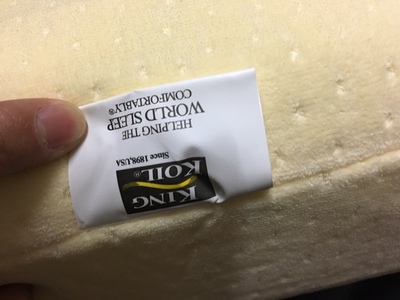 KING
KOIL®
Since 1898, USA
HELPING THE
WORLD SLEEP
COMFORTABLY®